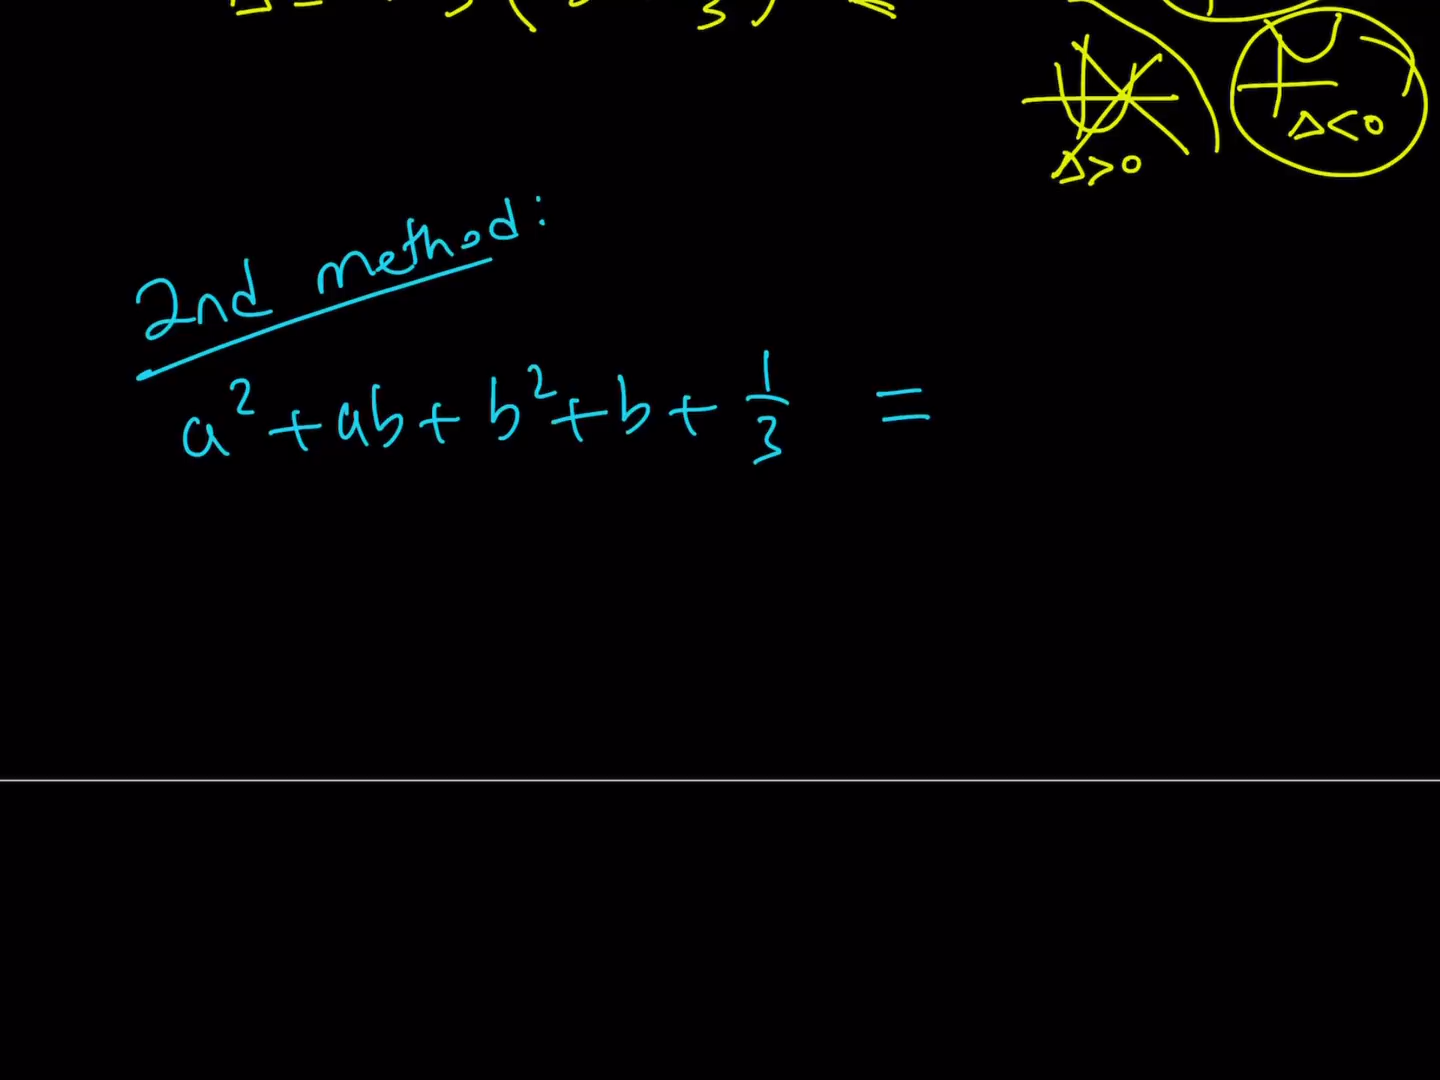 Δ>0
Δ<0
2nd method:
a² + ab + b² + b + 1/3 =